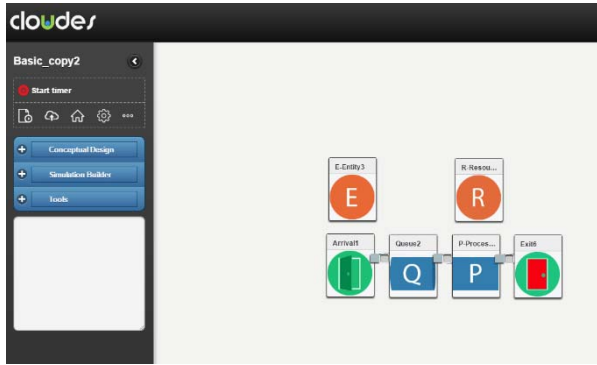 cloudes
Basic_copy2
Start timer
Conceptual Design
Simulation Builder
Tools
E-Entity3
E
R-Resou...
R
Arrival1
Queue2
Q
P-Proces...
P
Exit6